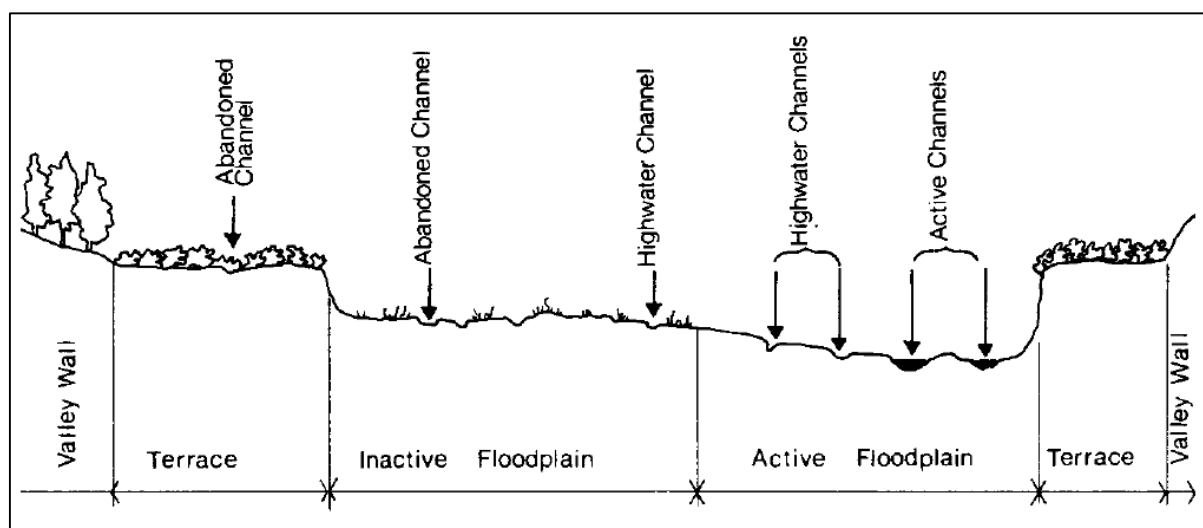 Abandoned
Channel
Abandoned Channel
Highwater Channel
Highwater Channels
Active Channels
Valley Wall
Terrace
Inactive Floodplain
Active Floodplain
Terrace
Valley Wall